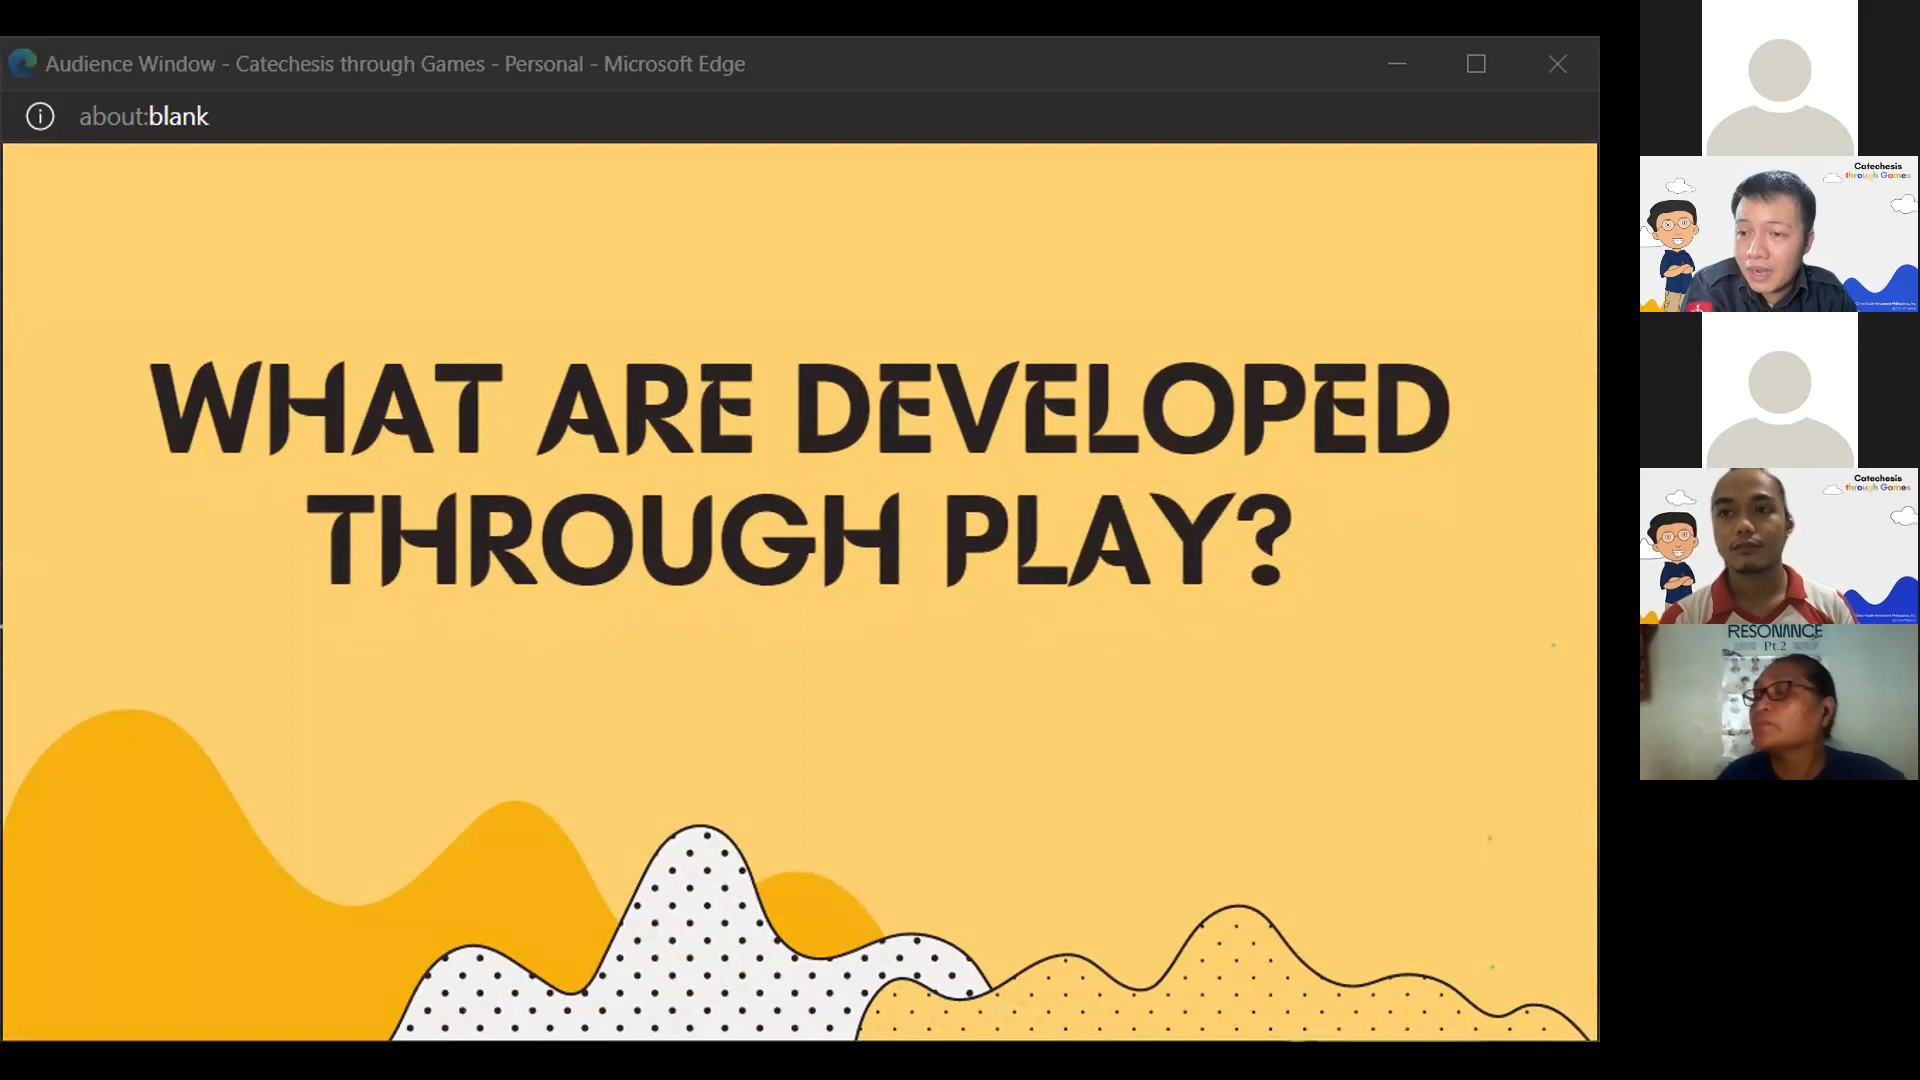 Audience Window - Catechesis through Games - Personal - Microsoft Edge
about:blank
WHAT ARE DEVELOPED
THROUGH PLAY?
Catechesis
through Games
Catechesis
through Games
RESONANCE
Pt.2